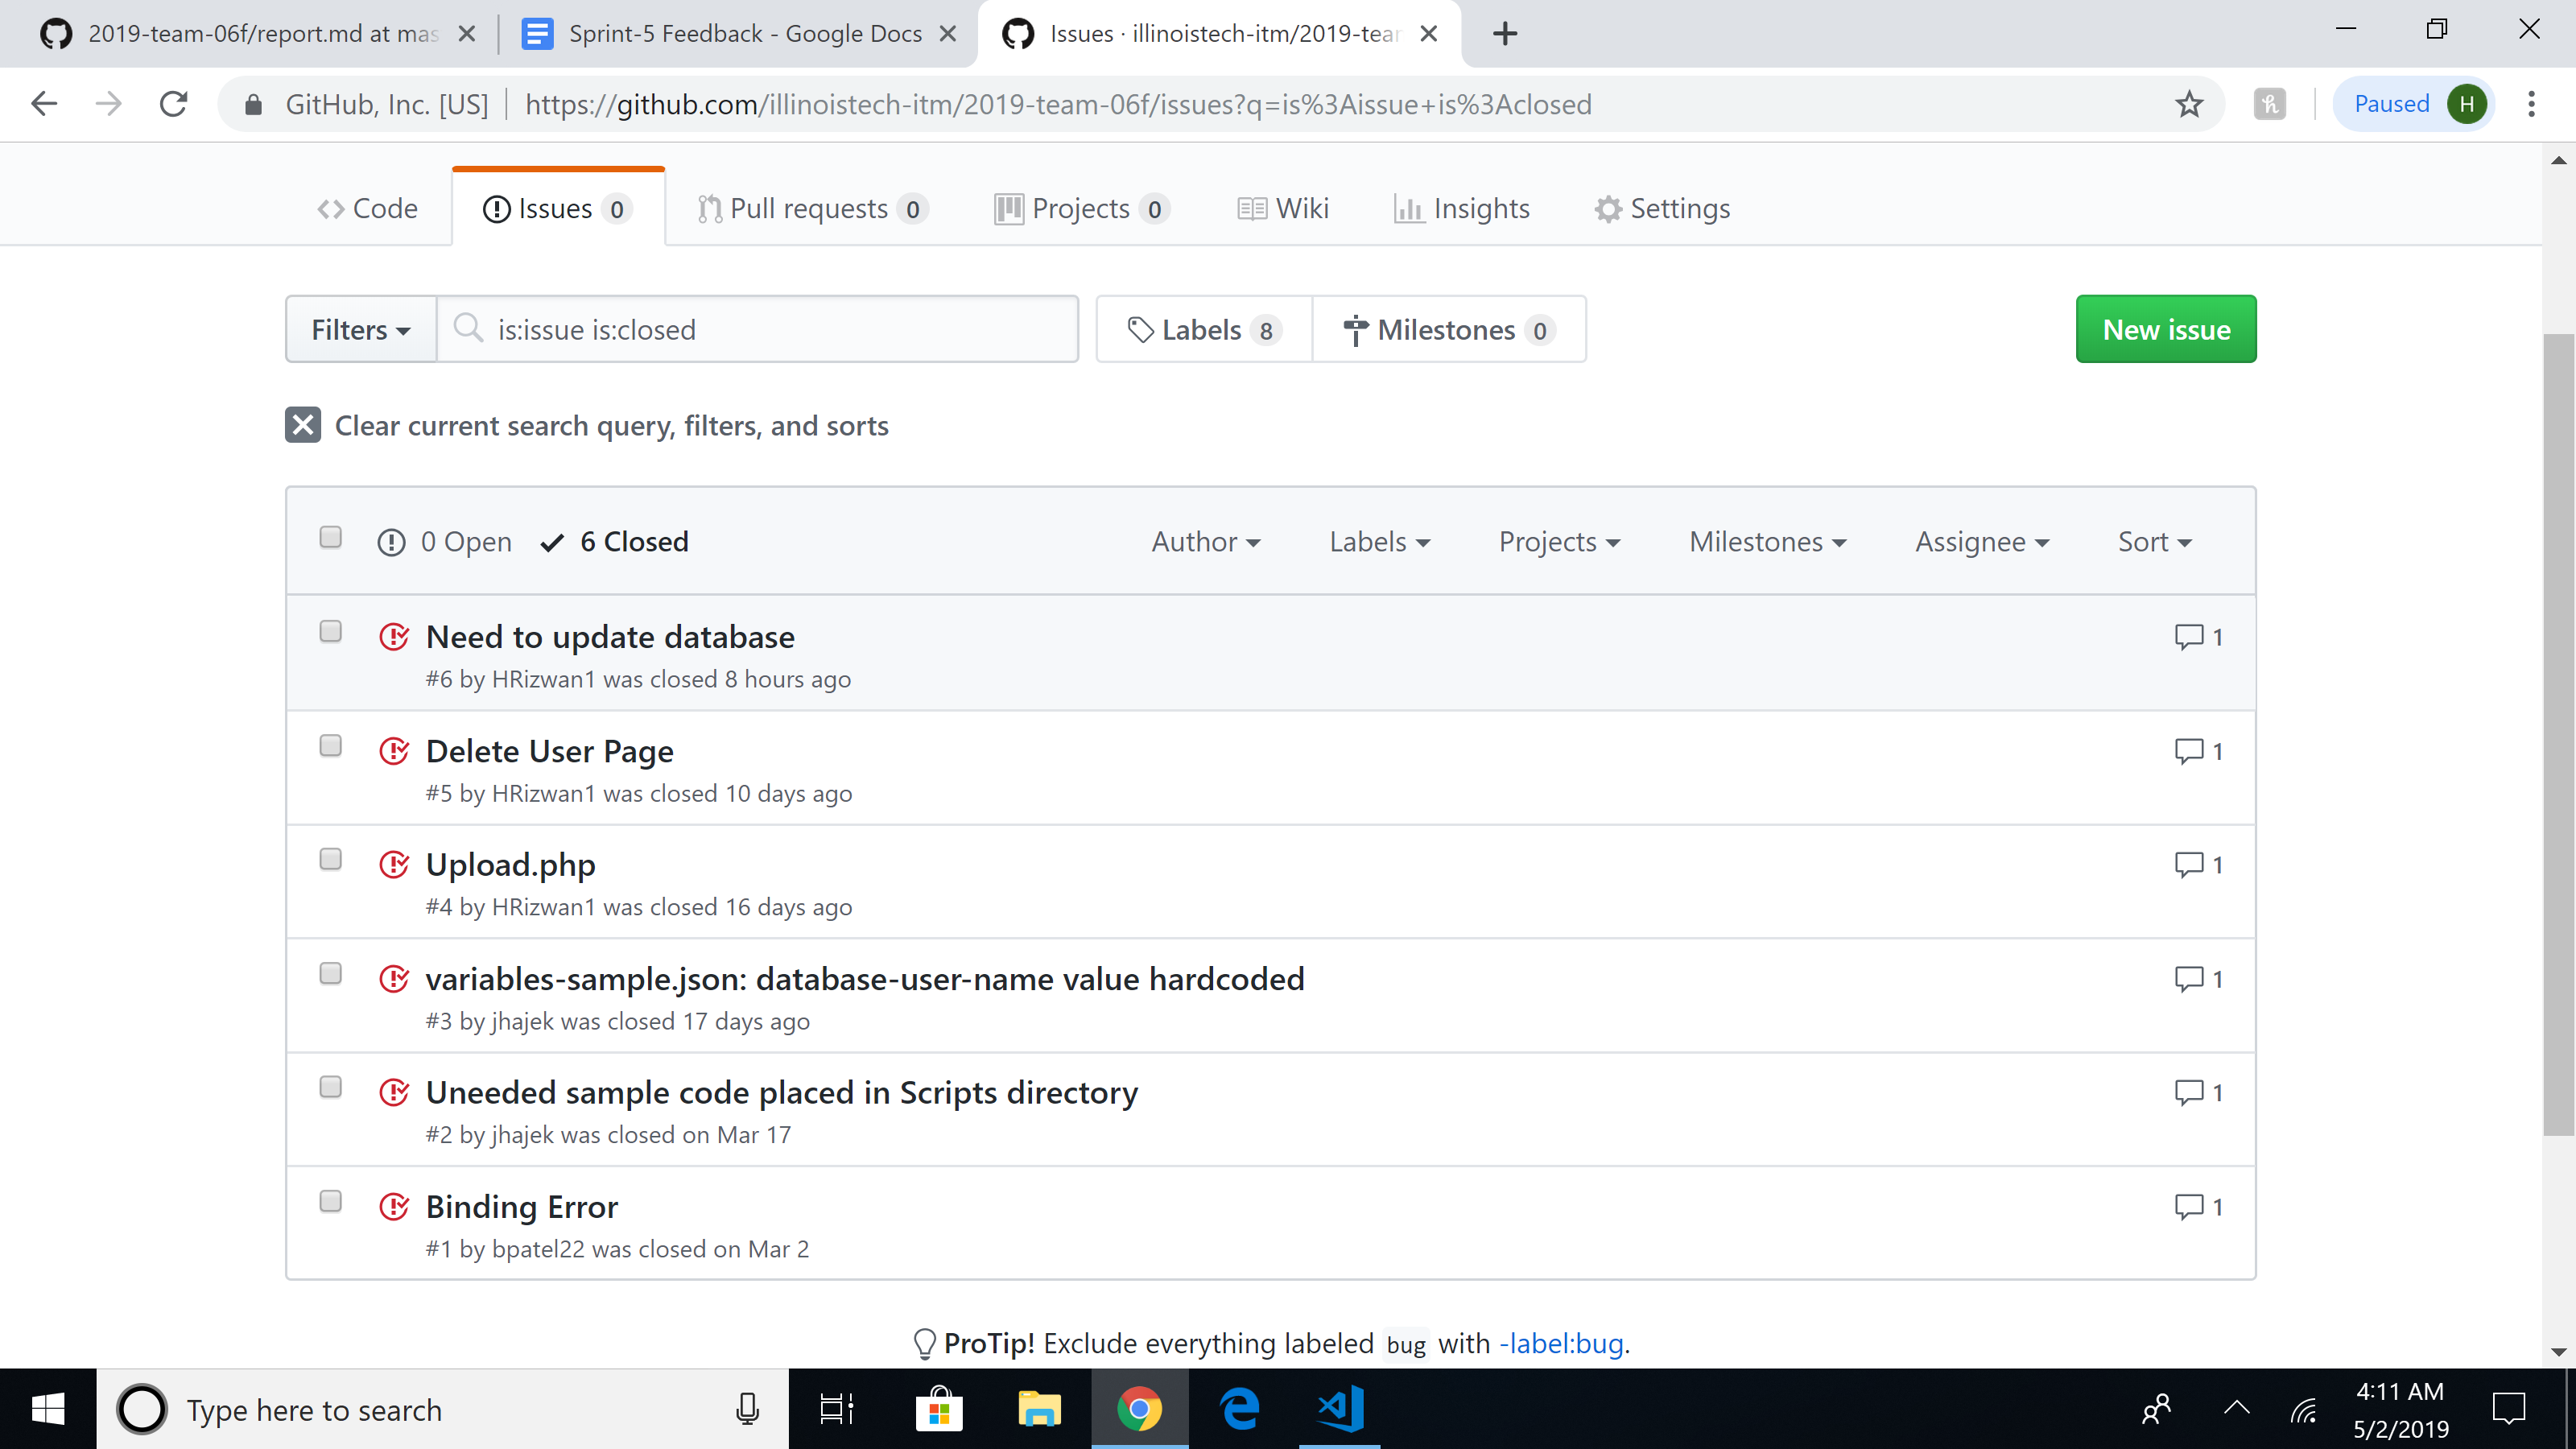 2019-team-06f/report.md at mas
Sprint-5 Feedback - Google Docs
Issues · illinoistech-itm/2019-tear
GitHub, Inc. [US]
https://github.com/illinoistech-itm/2019-team-06f/issues?q=is%3Aissue+is%3Aclosed
Paused H
Code
Issues 0
Pull requests 0
Projects 0
Wiki
Insights
Settings
Filters
is:issue is:closed
Labels 8
Milestones 0
New issue
Clear current search query, filters, and sorts
0 Open 6 Closed
Author Labels Projects Milestones Assignee Sort
Need to update database 1
#6 by HRizwan1 was closed 8 hours ago
Delete User Page 1
#5 by HRizwan1 was closed 10 days ago
Upload.php 1
#4 by HRizwan1 was closed 16 days ago
variables-sample.json: database-user-name value hardcoded 1
#3 by jhajek was closed 17 days ago
Uneeded sample code placed in Scripts directory 1
#2 by jhajek was closed on Mar 17
Binding Error 1
#1 by bpatel22 was closed on Mar 2
ProTip! Exclude everything labeled bug with -label:bug.
Type here to search
4:11 AM
5/2/2019